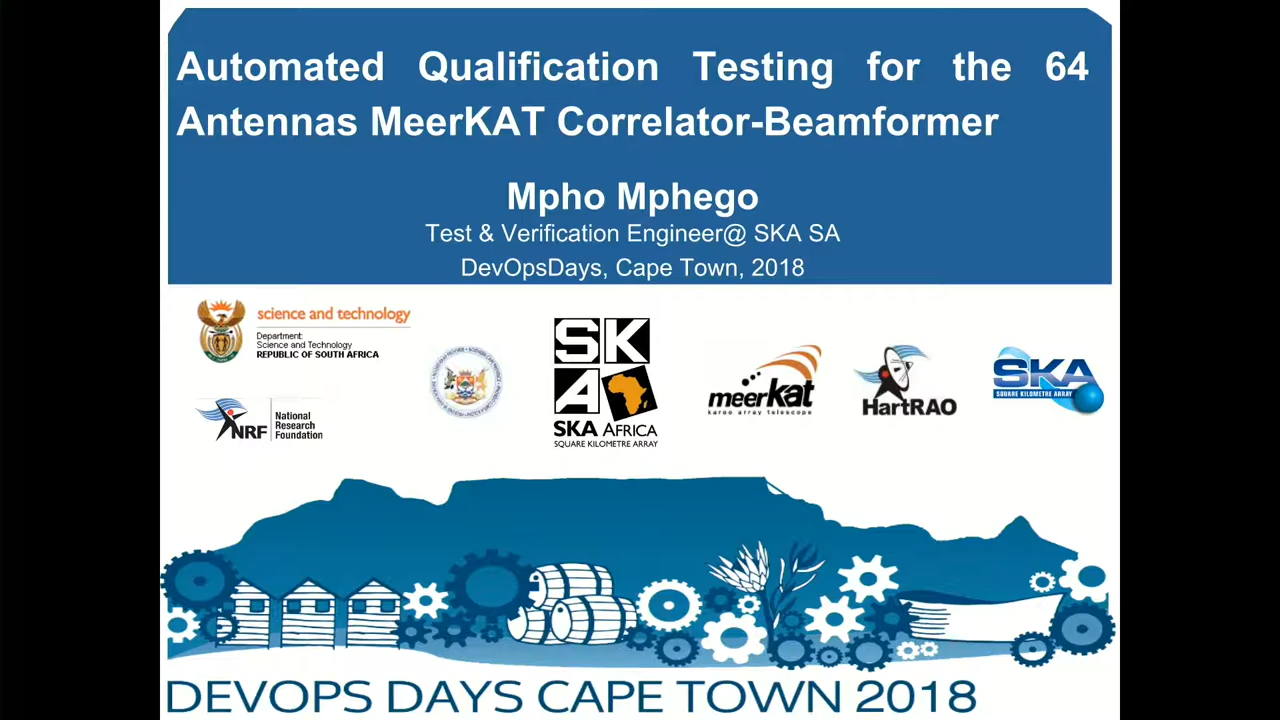 Automated Qualification Testing for the 64
Antennas MeerKAT Correlator-Beamformer
Mpho Mphego
Test & Verification Engineer@ SKA SA
DevOpsDays, Cape Town, 2018
science and technology
Department:
Science and Technology
REPUBLIC OF SOUTH AFRICA
NRF
National
Research
Foundation
SK
A
SKA AFRICA
SQUARE KILOMETRE ARRAY
meerkat
karoo array telescope
HartRAO
SKA
SQUARE KILOMETRE ARRAY
DEVOPS DAYS CAPE TOWN 2018